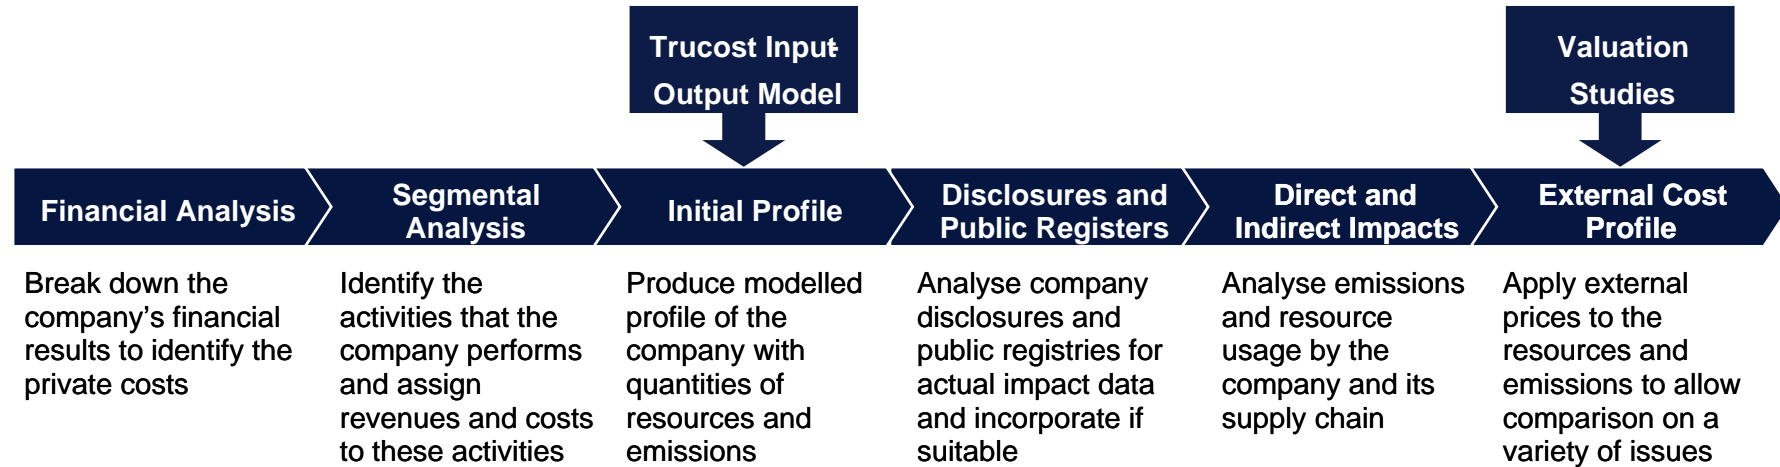 Trucost Input-
Output Model
Valuation
Studies
Financial Analysis
Segmental
Analysis
Initial Profile
Disclosures and
Public Registers
Direct and
Indirect Impacts
External Cost
Profile
Break down the
company's financial
results to identify the
private costs
Identify the
activities that the
company performs
and assign
revenues and costs
to these activities
Produce modelled
profile of the
company with
quantities of
resources and
emissions
Analyse company
disclosures and
public registries for
actual impact data
and incorporate if
suitable
Analyse emissions
and resource
usage by the
company and its
supply chain
Apply external
prices to the
resources and
emissions to allow
comparison on a
variety of issues